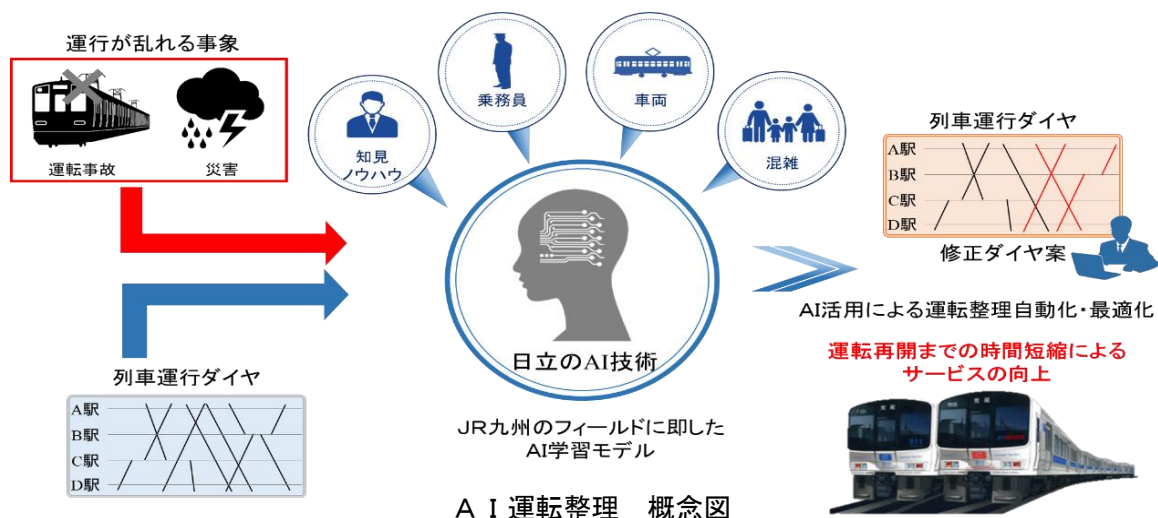 運行が乱れる事象
運転事故
災害
知見
ノウハウ
乗務員
車両
混雑
日立のAI技術
JR九州のフィールドに即した
AI学習モデル
列車運行ダイヤ
A駅
B駅
C駅
D駅
列車運行ダイヤ
A駅
B駅
C駅
D駅
修正ダイヤ案
AI活用による運転整理自動化・最適化
運転再開までの時間短縮による
サービスの向上
AI運転整理　概念図